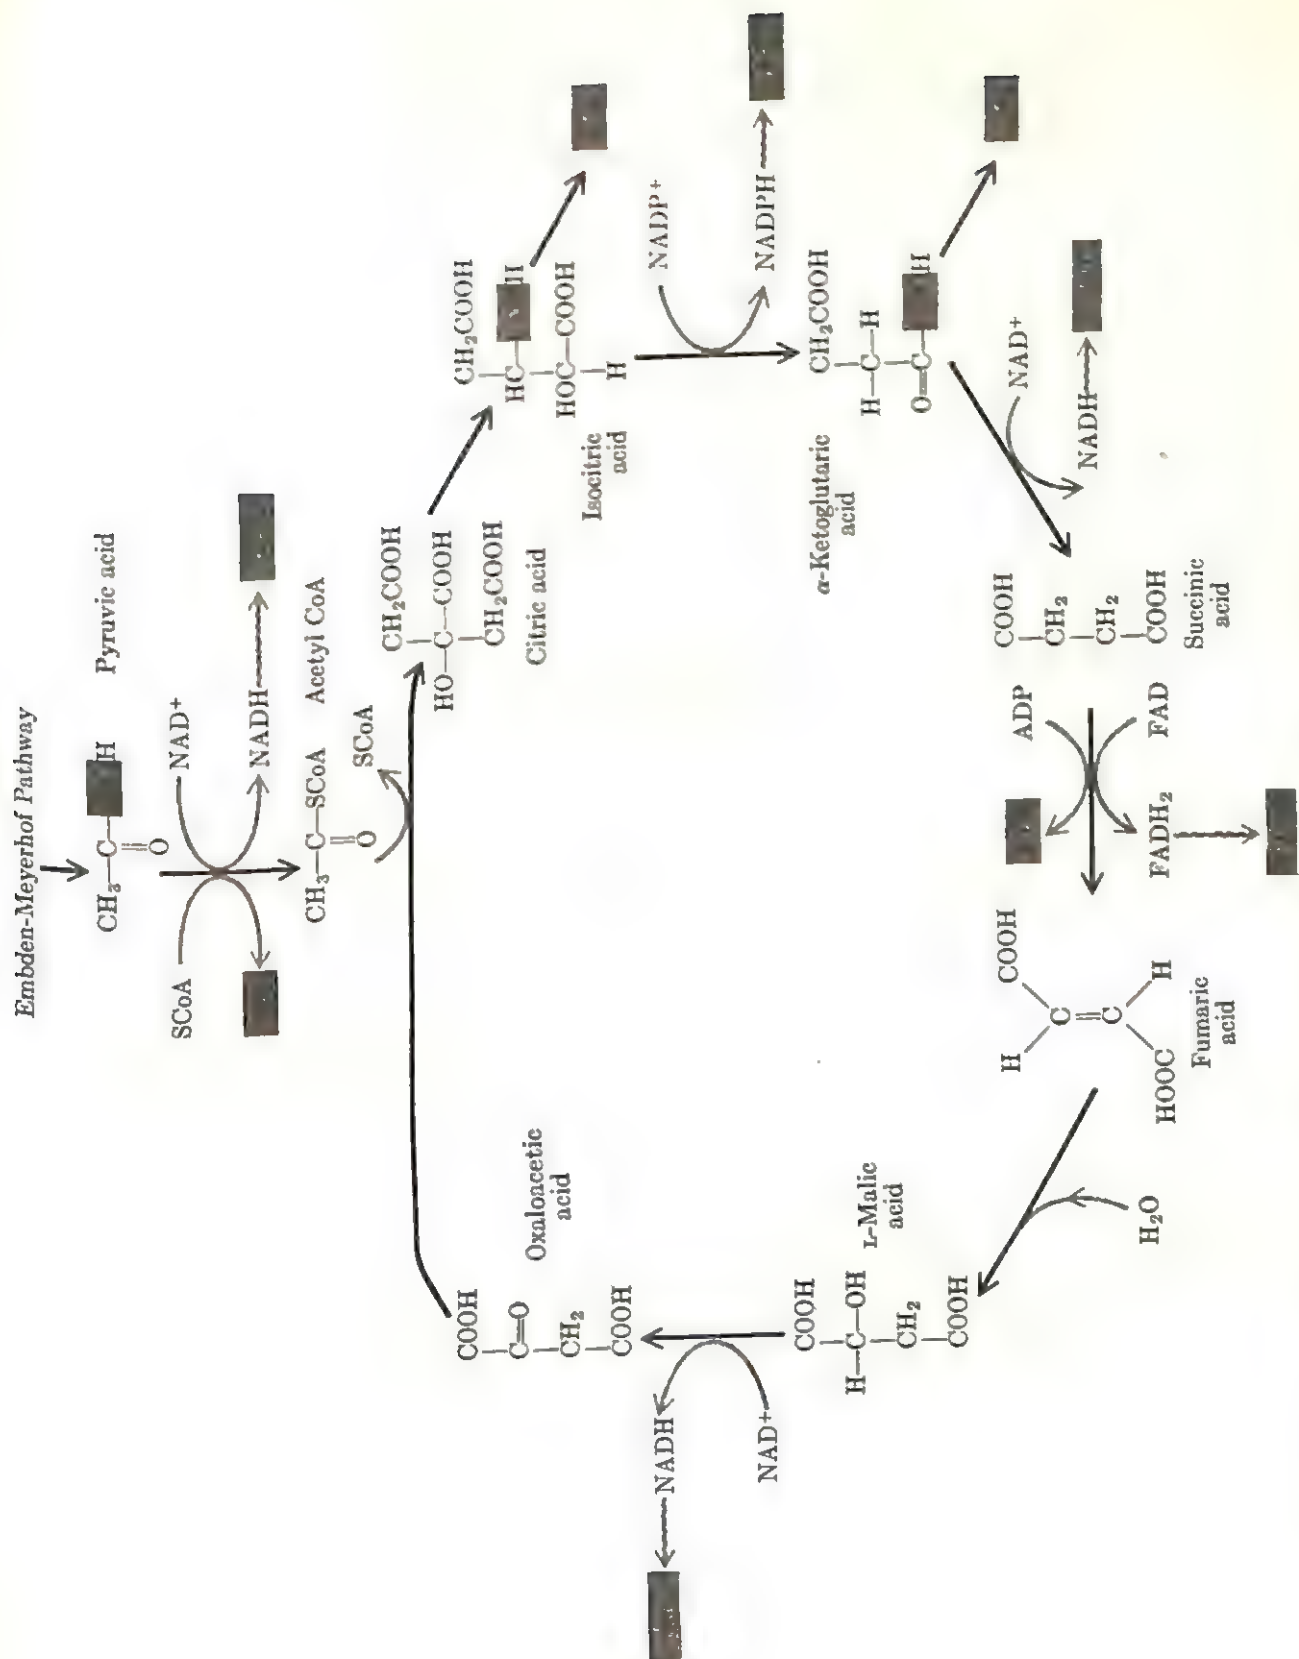 Embden-Meyerhof Pathway
CH3—C—H Pyruvic acid
O
SCoA NAD+
NADH
CH3—C—SCoA Acetyl CoA
O
SCoA
CH2COOH
HO—C—COOH
CH2COOH
Citric acid
CH2COOH
HC—H
HOC—COOH
H
Isocitric
acid
NADP+
NADPH
CH2COOH
H—C—H
O=C—H
α-Ketoglutaric
acid
NAD+
NADH
COOH
CH2
CH2
COOH
Succinic
acid
ADP
FAD
FADH2
H COOH
C
C
HOOC H
Fumaric
acid
H2O
COOH
H—C—OH
CH2
COOH
L-Malic
acid
NAD+
NADH
COOH
C=O
CH2
COOH
Oxaloacetic
acid